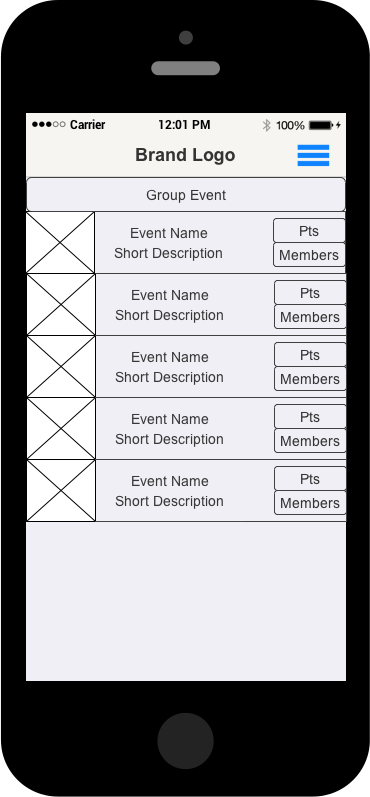 Carrier 12:01 PM 100%
Brand Logo
Group Event
Event Name
Short Description
Pts
Members
Event Name
Short Description
Pts
Members
Event Name
Short Description
Pts
Members
Event Name
Short Description
Pts
Members
Event Name
Short Description
Pts
Members